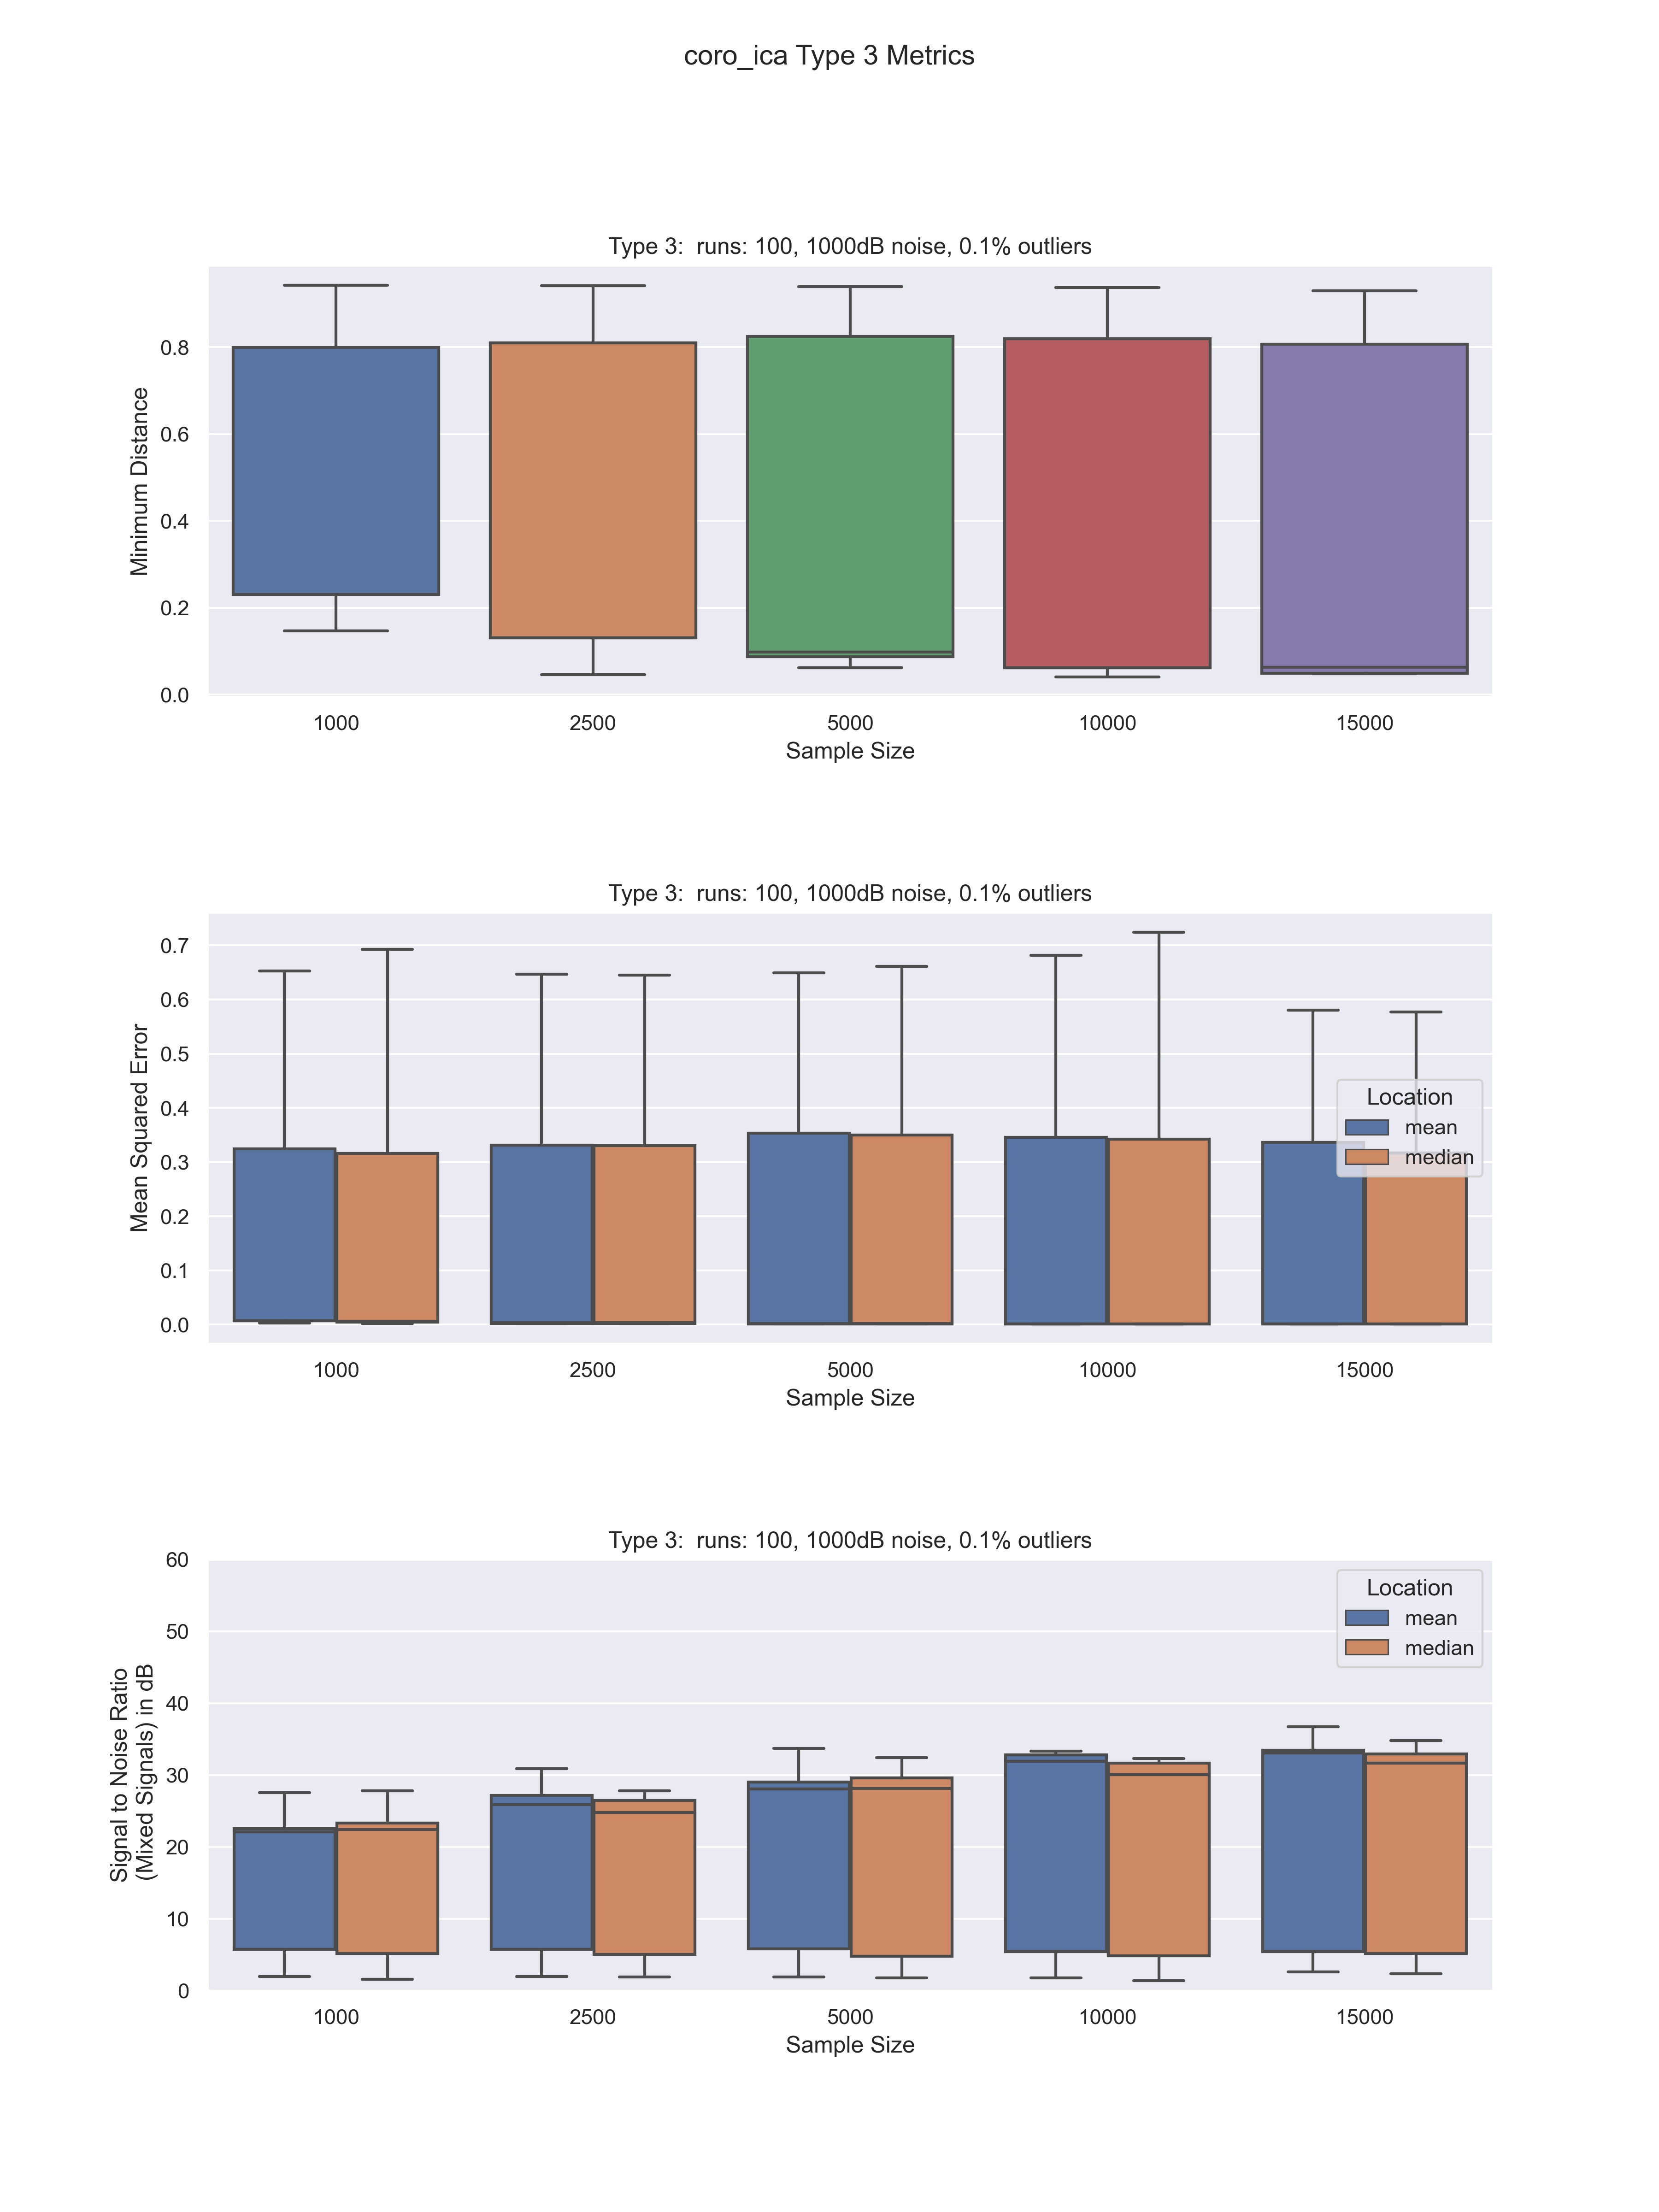 coro_ica Type 3 Metrics
Type 3:  runs: 100, 1000dB noise, 0.1% outliers
Minimum Distance
0.8
0.6
0.4
0.2
0.0
1000 2500 5000 10000 15000
Sample Size
Type 3:  runs: 100, 1000dB noise, 0.1% outliers
Mean Squared Error
0.7
0.6
0.5
0.4
0.3
0.2
0.1
0.0
Location
mean
median
1000 2500 5000 10000 15000
Sample Size
Type 3:  runs: 100, 1000dB noise, 0.1% outliers
Signal to Noise Ratio
(Mixed Signals) in dB
60
50
40
30
20
10
0
Location
mean
median
1000 2500 5000 10000 15000
Sample Size